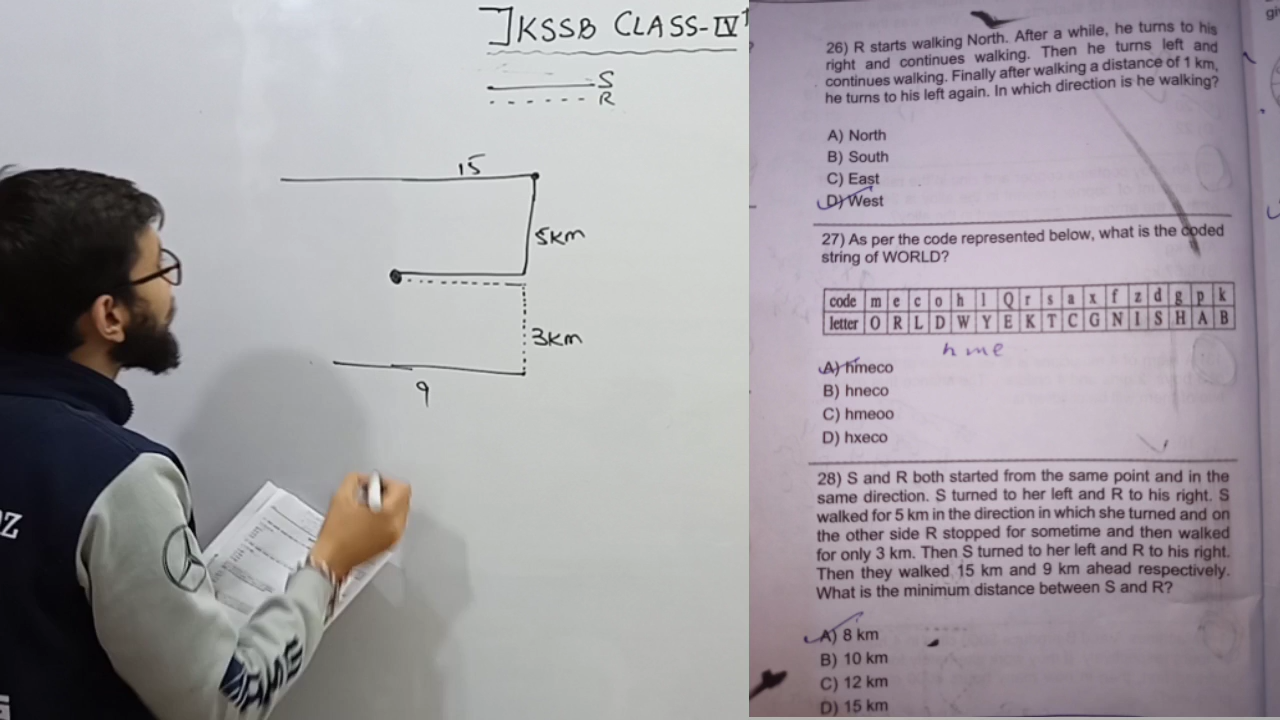 JKSSB CLASS-IV
S
R
15
5km
3km
9
26) R starts walking North. After a while, he turns to his
right and continues walking. Then he turns left and
continues walking. Finally after walking a distance of 1 km,
he turns to his left again. In which direction is he walking?
A) North
B) South
C) East
D) West
27) As per the code represented below, what is the coded
string of WORLD?
code m e c o h l Q r s a x f z d g p k
letter O R L D W Y E K T C G N I S H A B
h m e
A) hmeco
B) hneco
C) hmeoo
D) hxeco
28) S and R both started from the same point and in the
same direction. S turned to her left and R to his right. S
walked for 5 km in the direction in which she turned and on
the other side R stopped for sometime and then walked
for only 3 km. Then S turned to her left and R to his right.
Then they walked 15 km and 9 km ahead respectively.
What is the minimum distance between S and R?
A) 8 km
B) 10 km
C) 12 km
D) 15 km